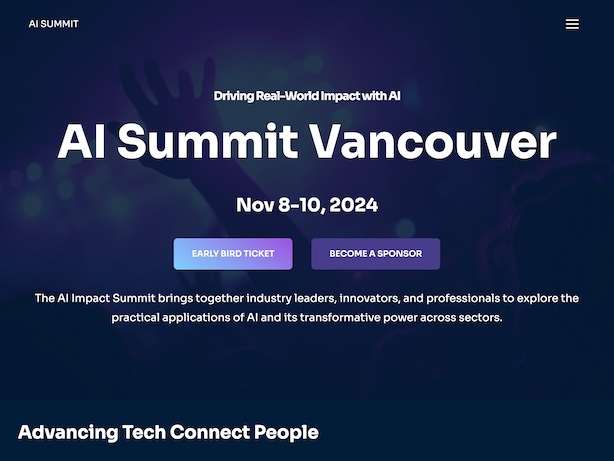 AI SUMMIT
Driving Real-World Impact with AI
AI Summit Vancouver
Nov 8-10, 2024
EARLY BIRD TICKET
BECOME A SPONSOR
The AI Impact Summit brings together industry leaders, innovators, and professionals to explore the
practical applications of AI and its transformative power across sectors.
Advancing Tech Connect People